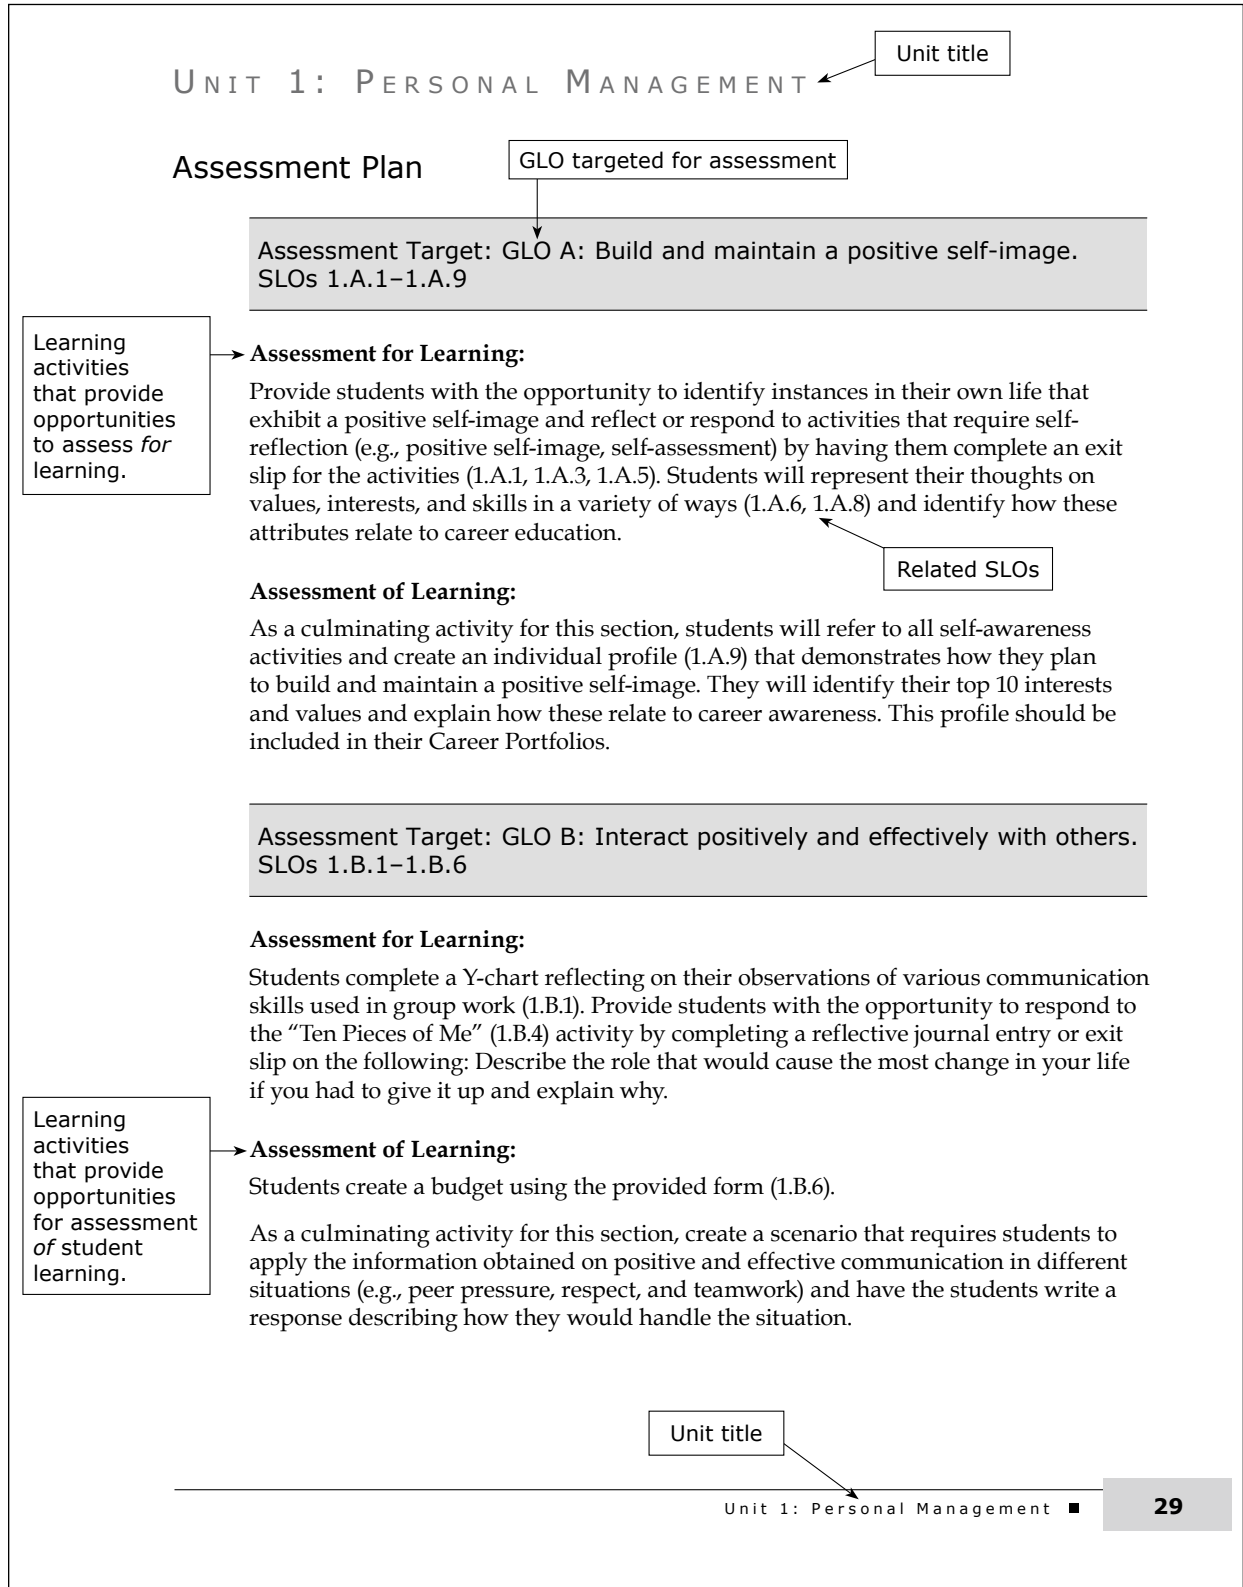 Unit title
UNIT 1: PERSONAL MANAGEMENT
Assessment Plan
GLO targeted for assessment
Assessment Target: GLO A: Build and maintain a positive self-image.
SLOs 1.A.1–1.A.9
Learning
activities
that provide
opportunities
to assess for
learning.
Assessment for Learning:
Provide students with the opportunity to identify instances in their own life that
exhibit a positive self-image and reflect or respond to activities that require self-
reflection (e.g., positive self-image, self-assessment) by having them complete an exit
slip for the activities (1.A.1, 1.A.3, 1.A.5). Students will represent their thoughts on
values, interests, and skills in a variety of ways (1.A.6, 1.A.8) and identify how these
attributes relate to career education.
Related SLOs
Assessment of Learning:
As a culminating activity for this section, students will refer to all self-awareness
activities and create an individual profile (1.A.9) that demonstrates how they plan
to build and maintain a positive self-image. They will identify their top 10 interests
and values and explain how these relate to career awareness. This profile should be
included in their Career Portfolios.
Assessment Target: GLO B: Interact positively and effectively with others.
SLOs 1.B.1–1.B.6
Assessment for Learning:
Students complete a Y-chart reflecting on their observations of various communication
skills used in group work (1.B.1). Provide students with the opportunity to respond to
the “Ten Pieces of Me” (1.B.4) activity by completing a reflective journal entry or exit
slip on the following: Describe the role that would cause the most change in your life
if you had to give it up and explain why.
Learning
activities
that provide
opportunities
for assessment
of student
learning.
Assessment of Learning:
Students create a budget using the provided form (1.B.6).
As a culminating activity for this section, create a scenario that requires students to
apply the information obtained on positive and effective communication in different
situations (e.g., peer pressure, respect, and teamwork) and have the students write a
response describing how they would handle the situation.
Unit title
Unit 1: Personal Management ■ 29